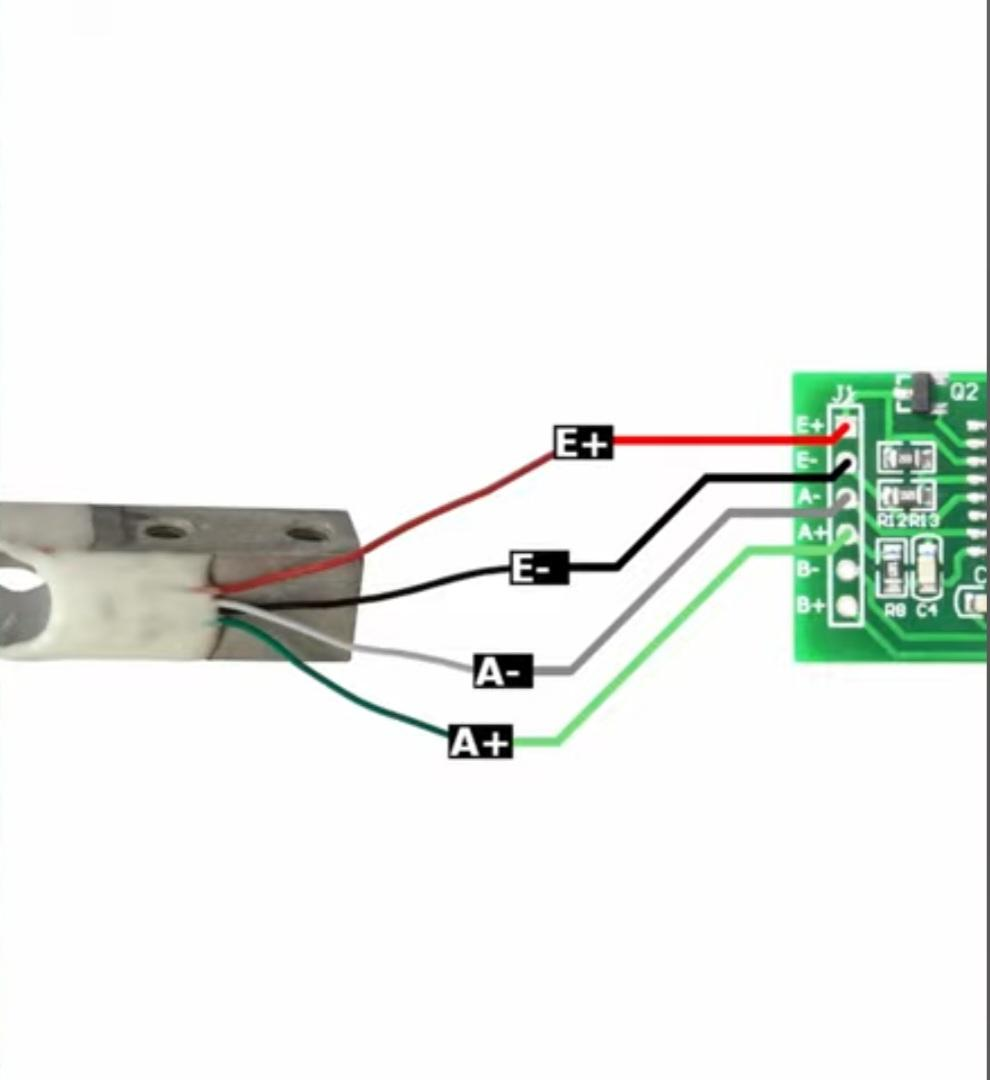 J1
Q2
E+
E+
E-
A-
R12R13
A+
E-
B-
C
B+
R8 C4
A-
A+